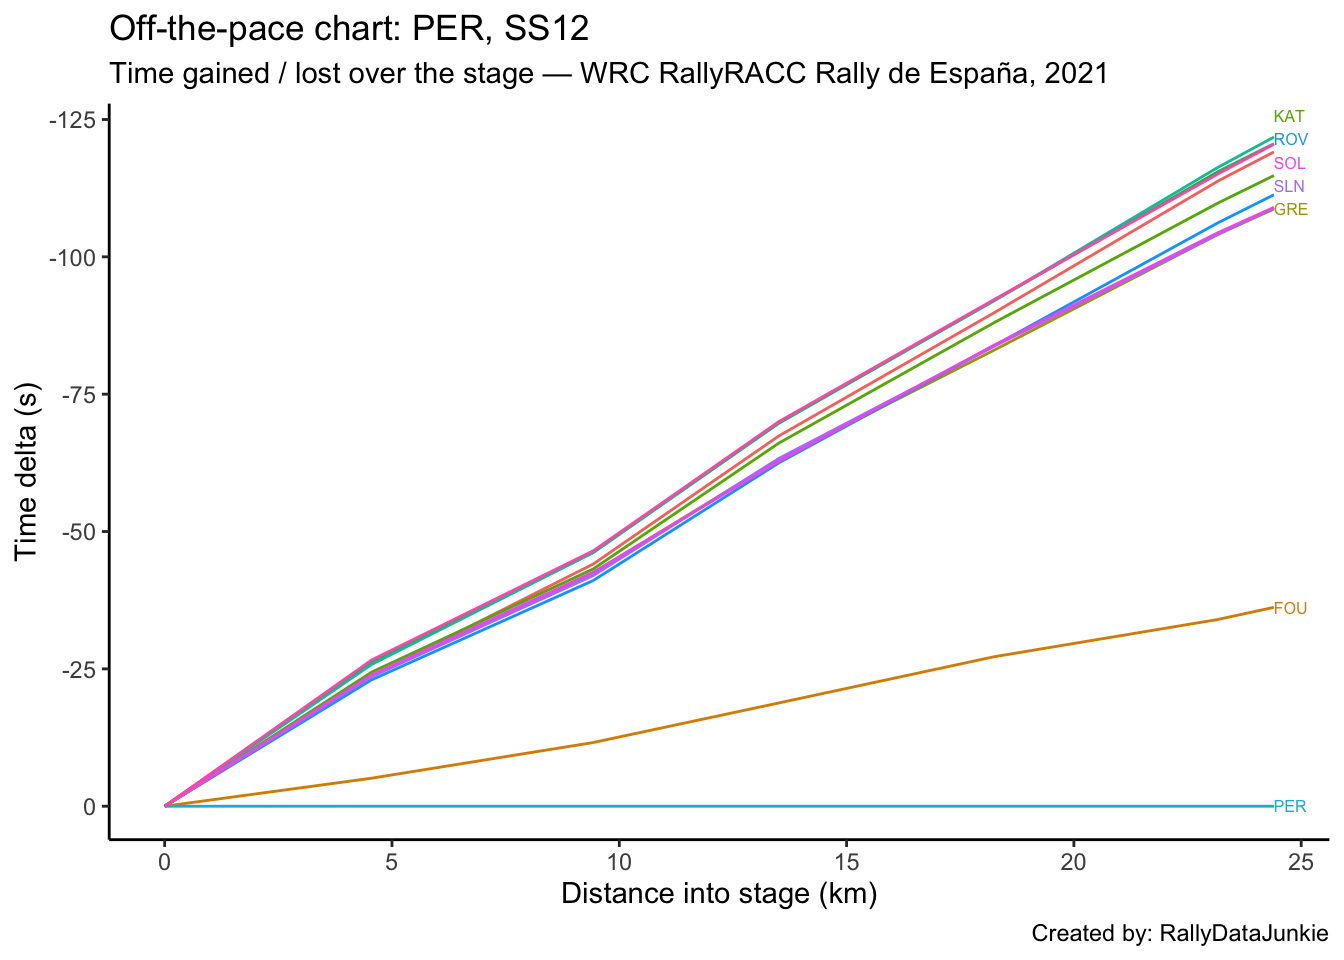 Off-the-pace chart: PER, SS12
Time gained / lost over the stage — WRC RallyRACC Rally de España, 2021
-125
-100
-75
-50
-25
0
Time delta (s)
KAT
ROV
SOL
SLN
GRE
FOU
PER
0 5 10 15 20 25
Distance into stage (km)
Created by: RallyDataJunkie